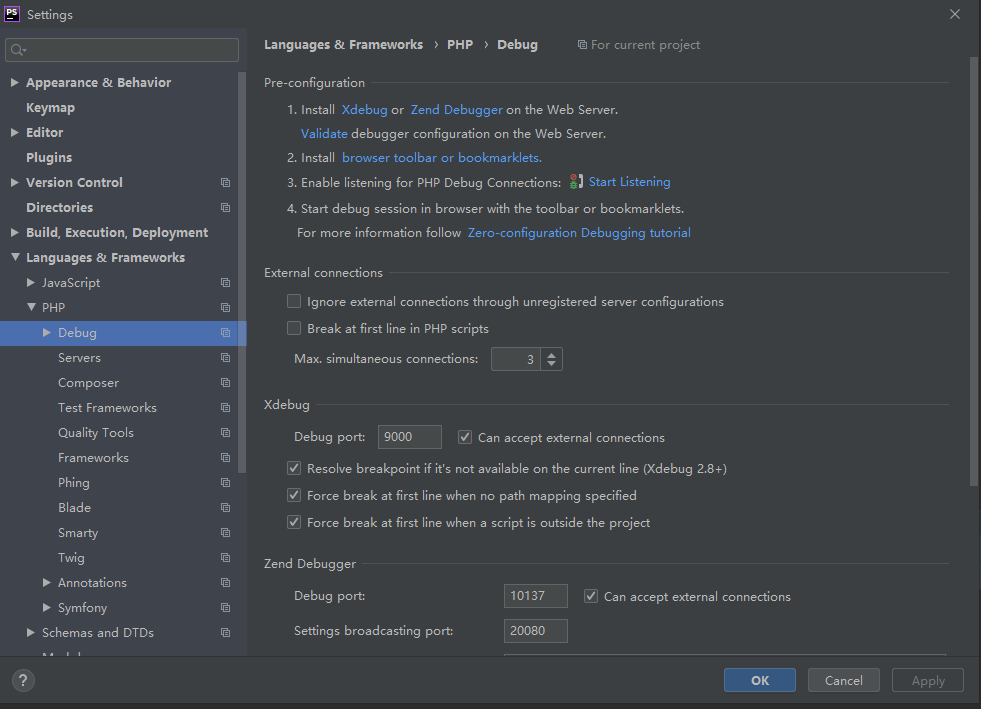 PS Settings
Languages & Frameworks › PHP › Debug For current project
Appearance & Behavior
Keymap
Editor
Plugins
Version Control
Directories
Build, Execution, Deployment
Languages & Frameworks
JavaScript
PHP
Debug
Servers
Composer
Test Frameworks
Quality Tools
Frameworks
Phing
Blade
Smarty
Twig
Annotations
Symfony
Schemas and DTDs
Pre-configuration
1. Install Xdebug or Zend Debugger on the Web Server.
Validate debugger configuration on the Web Server.
2. Install browser toolbar or bookmarklets.
3. Enable listening for PHP Debug Connections: Start Listening
4. Start debug session in browser with the toolbar or bookmarklets.
For more information follow Zero-configuration Debugging tutorial
External connections
Ignore external connections through unregistered server configurations
Break at first line in PHP scripts
Max. simultaneous connections: 3
Xdebug
Debug port: 9000 Can accept external connections
Resolve breakpoint if it's not available on the current line (Xdebug 2.8+)
Force break at first line when no path mapping specified
Force break at first line when a script is outside the project
Zend Debugger
Debug port: 10137 Can accept external connections
Settings broadcasting port: 20080
? OK Cancel Apply